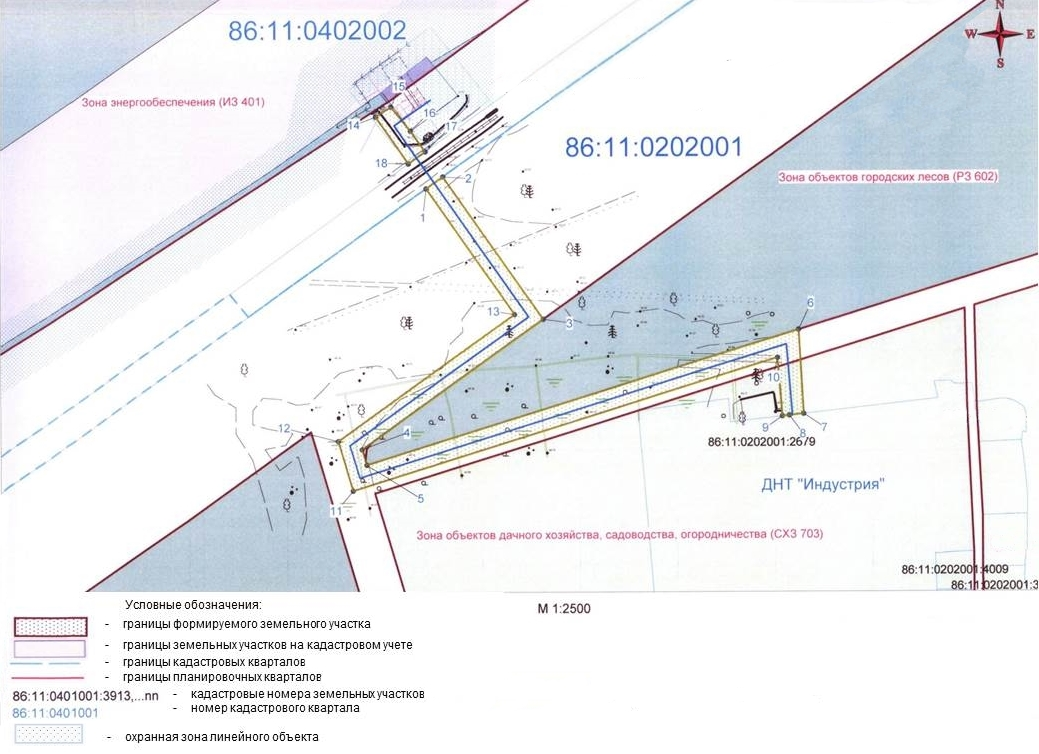 86:11:0402002
N
W E
S
Зона энергообеспечения (ИЗ 401)
15
14
16
17
86:11:0202001
18
2
Зона объектов городских лесов (РЗ 602)
1
13
3
6
10
12
4
9 8 7
86:11:0202001:2679
5
ДНТ "Индустрия"
11
Зона объектов дачного хозяйства, садоводства, огородничества (СХЗ 703)
86:11:0202001:4009
86:11:0202001:3
М 1:2500
Условные обозначения:
- границы формируемого земельного участка
- границы земельных участков на кадастровом учете
- границы кадастровых кварталов
- границы планировочных кварталов
86:11:0401001:3913,...nn - кадастровые номера земельных участков
86:11:0401001 - номер кадастрового квартала
- охранная зона линейного объекта